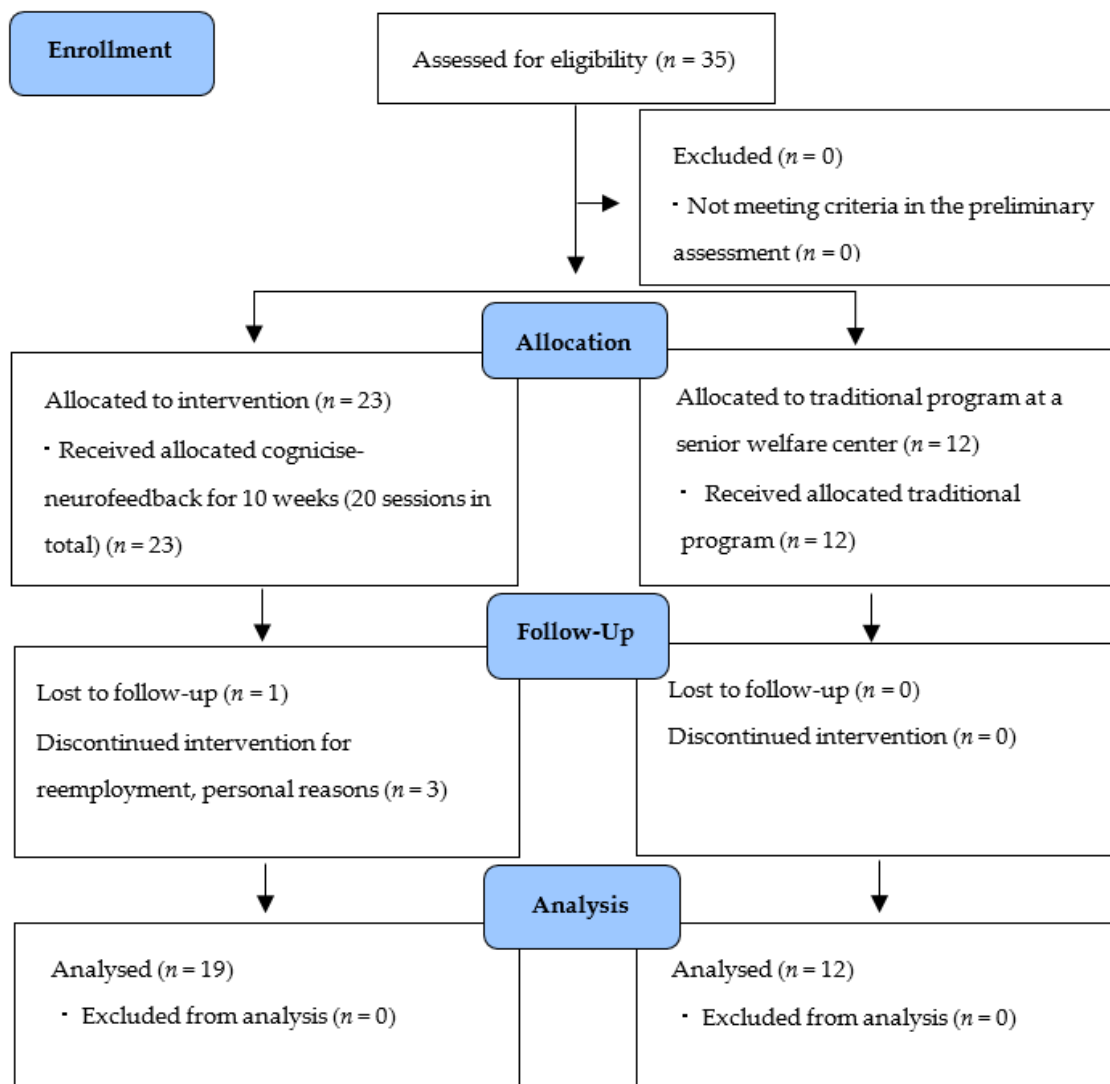 Enrollment
Assessed for eligibility (n = 35)
Excluded (n = 0)
· Not meeting criteria in the preliminary
assessment (n = 0)
Allocation
Allocated to intervention (n = 23)
· Received allocated cognicise-
neurofeedback for 10 weeks (20 sessions in
total) (n = 23)
Allocated to traditional program at a
senior welfare center (n = 12)
· Received allocated traditional
program (n = 12)
Follow-Up
Lost to follow-up (n = 1)
Discontinued intervention for
reemployment, personal reasons (n = 3)
Lost to follow-up (n = 0)
Discontinued intervention (n = 0)
Analysis
Analysed (n = 19)
· Excluded from analysis (n = 0)
Analysed (n = 12)
· Excluded from analysis (n = 0)